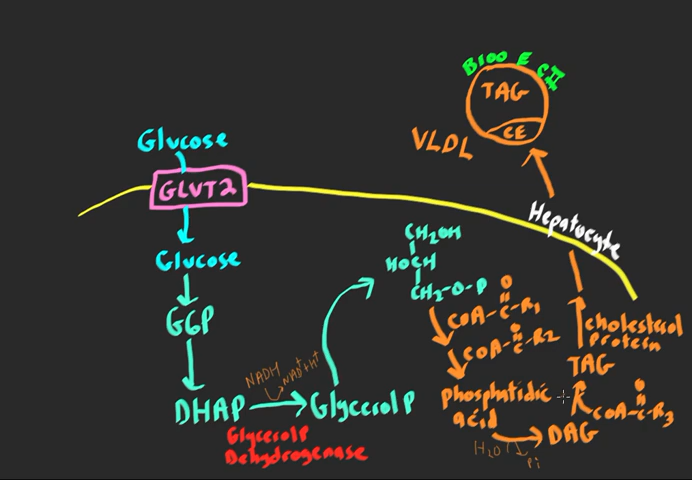 Glucose
GLUT2
Glucose
G6P
DHAP
NADH
NAD⁺+H⁺
Glycerol P
Glycerol P
Dehydrogenase
CH₂OH
HOCH
CH₂-O-P
O
CoA-C-R₁
O
CoA-C-R₂
phosphatidic
acid
H₂O
Pi
DAG
O
CoA-C-R₃
TAG
cholesterol
protein
Hepatocyte
VLDL
B100 E CII
TAG
CE